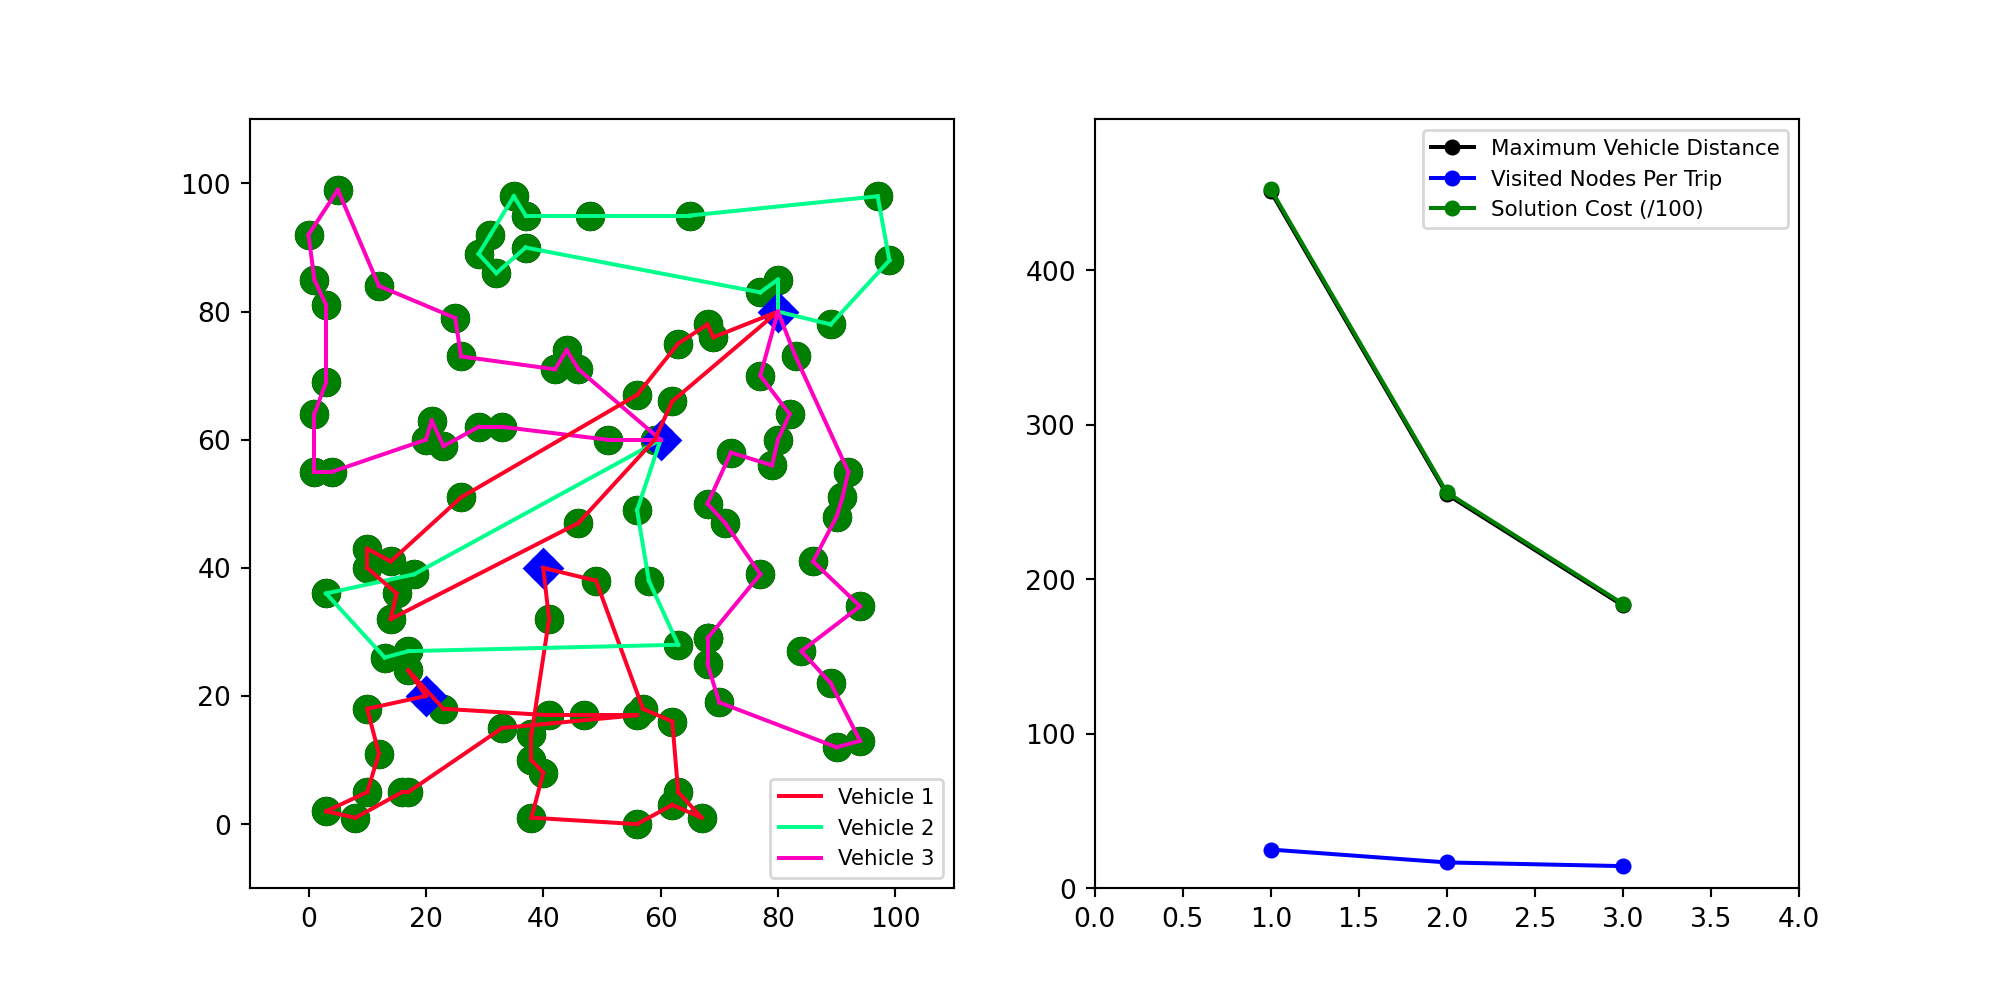 100
80
60
40
20
0
0 20 40 60 80 100
Vehicle 1
Vehicle 2
Vehicle 3
400
300
200
100
0
0.0 0.5 1.0 1.5 2.0 2.5 3.0 3.5 4.0
Maximum Vehicle Distance
Visited Nodes Per Trip
Solution Cost (/100)